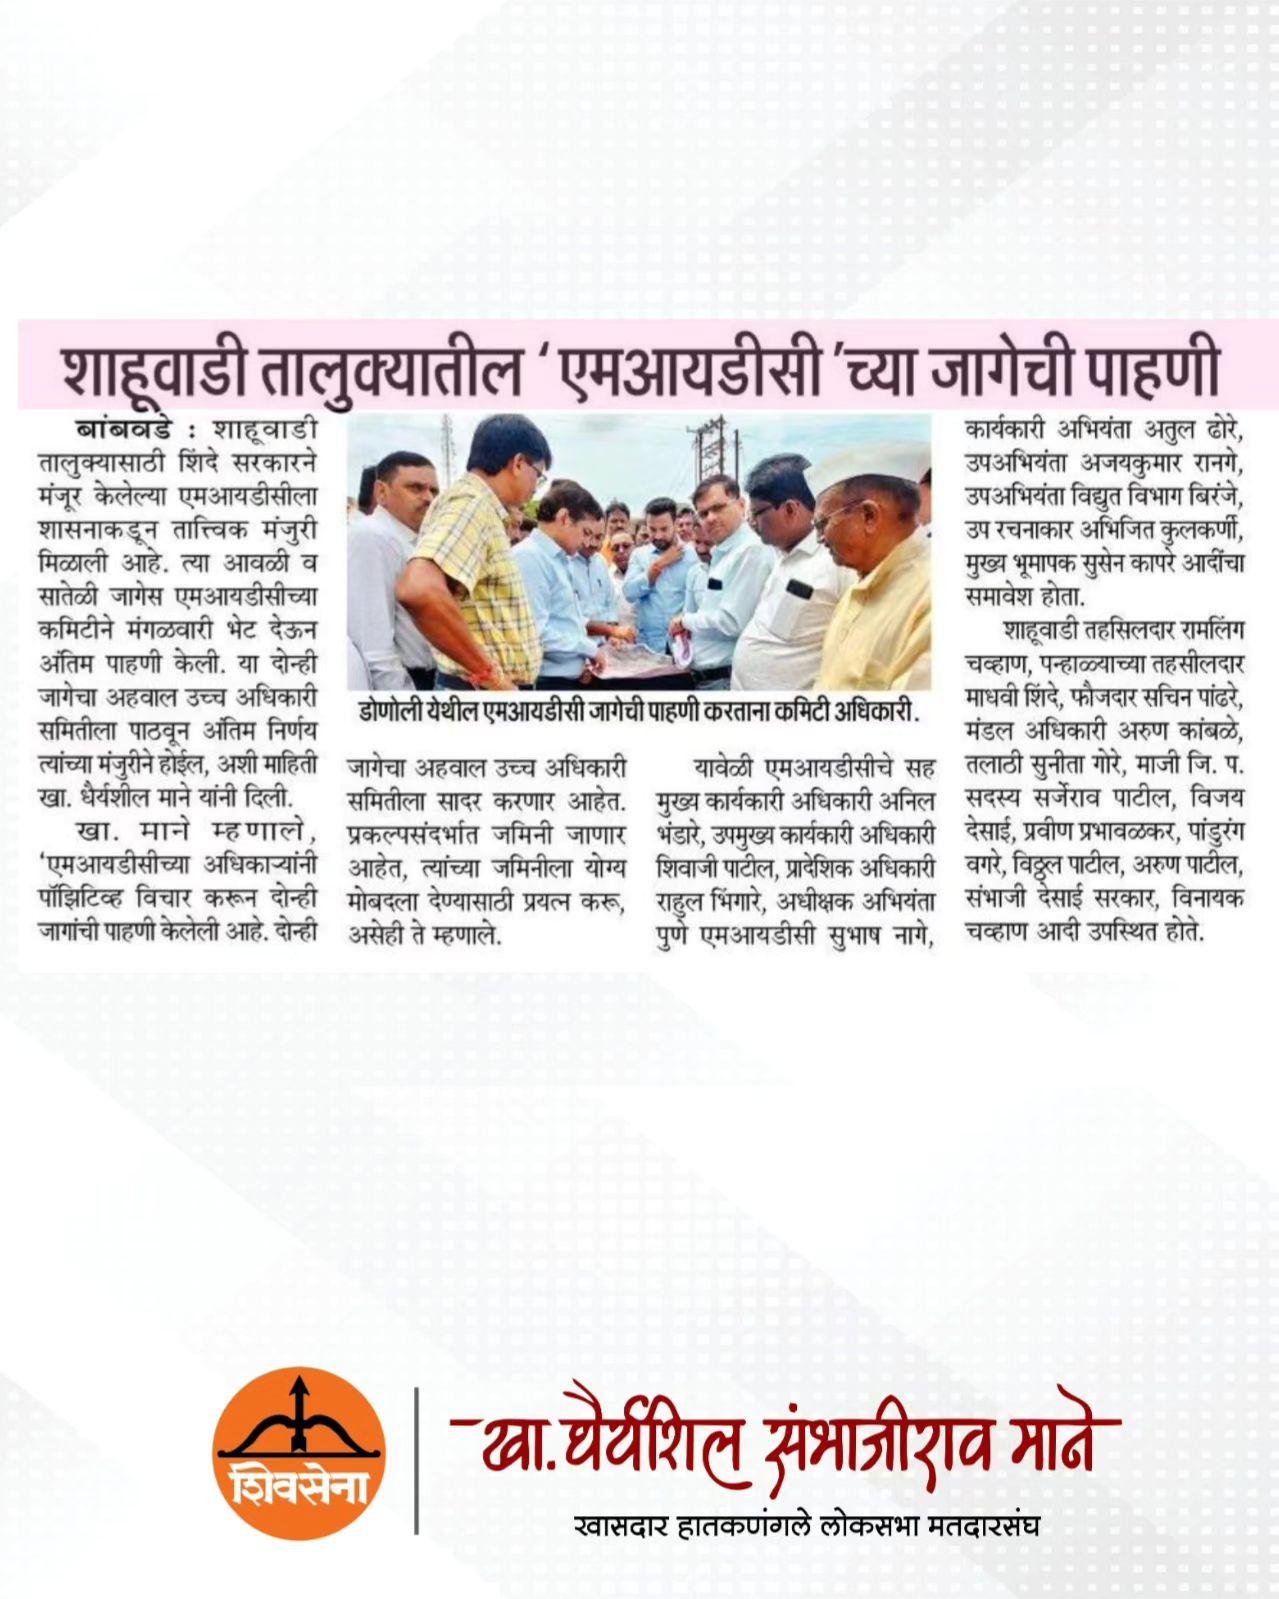 शाहूवाडी तालुक्यातील ‘एमआयडीसी’च्या जागेची पाहणी
बांबवडे : शाहूवाडी
तालुक्यासाठी शिंदे सरकारने
मंजूर केलेल्या एमआयडीसीला
शासनाकडून तात्त्विक मंजुरी
मिळाली आहे. त्या आवळी व
सातेळी जागेस एमआयडीसीच्या
कमिटीने मंगळवारी भेट देऊन
अंतिम पाहणी केली. या दोन्ही
जागेचा अहवाल उच्च अधिकारी
समितीला पाठवून अंतिम निर्णय
त्यांच्या मंजुरीने होईल, अशी माहिती
खा. धैर्यशील माने यांनी दिली.
खा. माने म्हणाले,
‘एमआयडीसीच्या अधिकाऱ्यांनी
पॉझिटिव्ह विचार करून दोन्ही
जागांची पाहणी केलेली आहे. दोन्ही
डोणोली येथील एमआयडीसी जागेची पाहणी करताना कमिटी अधिकारी.
जागेचा अहवाल उच्च अधिकारी
समितीला सादर करणार आहेत.
प्रकल्पसंदर्भात जमिनी जाणार
आहेत, त्यांच्या जमिनीला योग्य
मोबदला देण्यासाठी प्रयत्न करू,
असेही ते म्हणाले.
यावेळी एमआयडीसीचे सह
मुख्य कार्यकारी अधिकारी अनिल
भंडारे, उपमुख्य कार्यकारी अधिकारी
शिवाजी पाटील, प्रादेशिक अधिकारी
राहुल भिंगारे, अधीक्षक अभियंता
पुणे एमआयडीसी सुभाष नागे,
कार्यकारी अभियंता अतुल ढोरे,
उपअभियंता अजयकुमार रानगे,
उपअभियंता विद्युत विभाग बिरंजे,
उप रचनाकार अभिजित कुलकर्णी,
मुख्य भूमापक सुसेन कापरे आदींचा
समावेश होता.
शाहूवाडी तहसिलदार रामलिंग
चव्हाण, पन्हाळ्याच्या तहसीलदार
माधवी शिंदे, फौजदार सचिन पांढरे,
मंडल अधिकारी अरुण कांबळे,
तलाठी सुनीता गोरे, माजी जि. प.
सदस्य सर्जेराव पाटील, विजय
देसाई, प्रवीण प्रभावळकर, पांडुरंग
वगरे, विठ्ठल पाटील, अरुण पाटील,
संभाजी देसाई सरकार, विनायक
चव्हाण आदी उपस्थित होते.
शिवसेना
खा. धैर्यशिल संभाजीराव माने
खासदार हातकणंगले लोकसभा मतदारसंघ